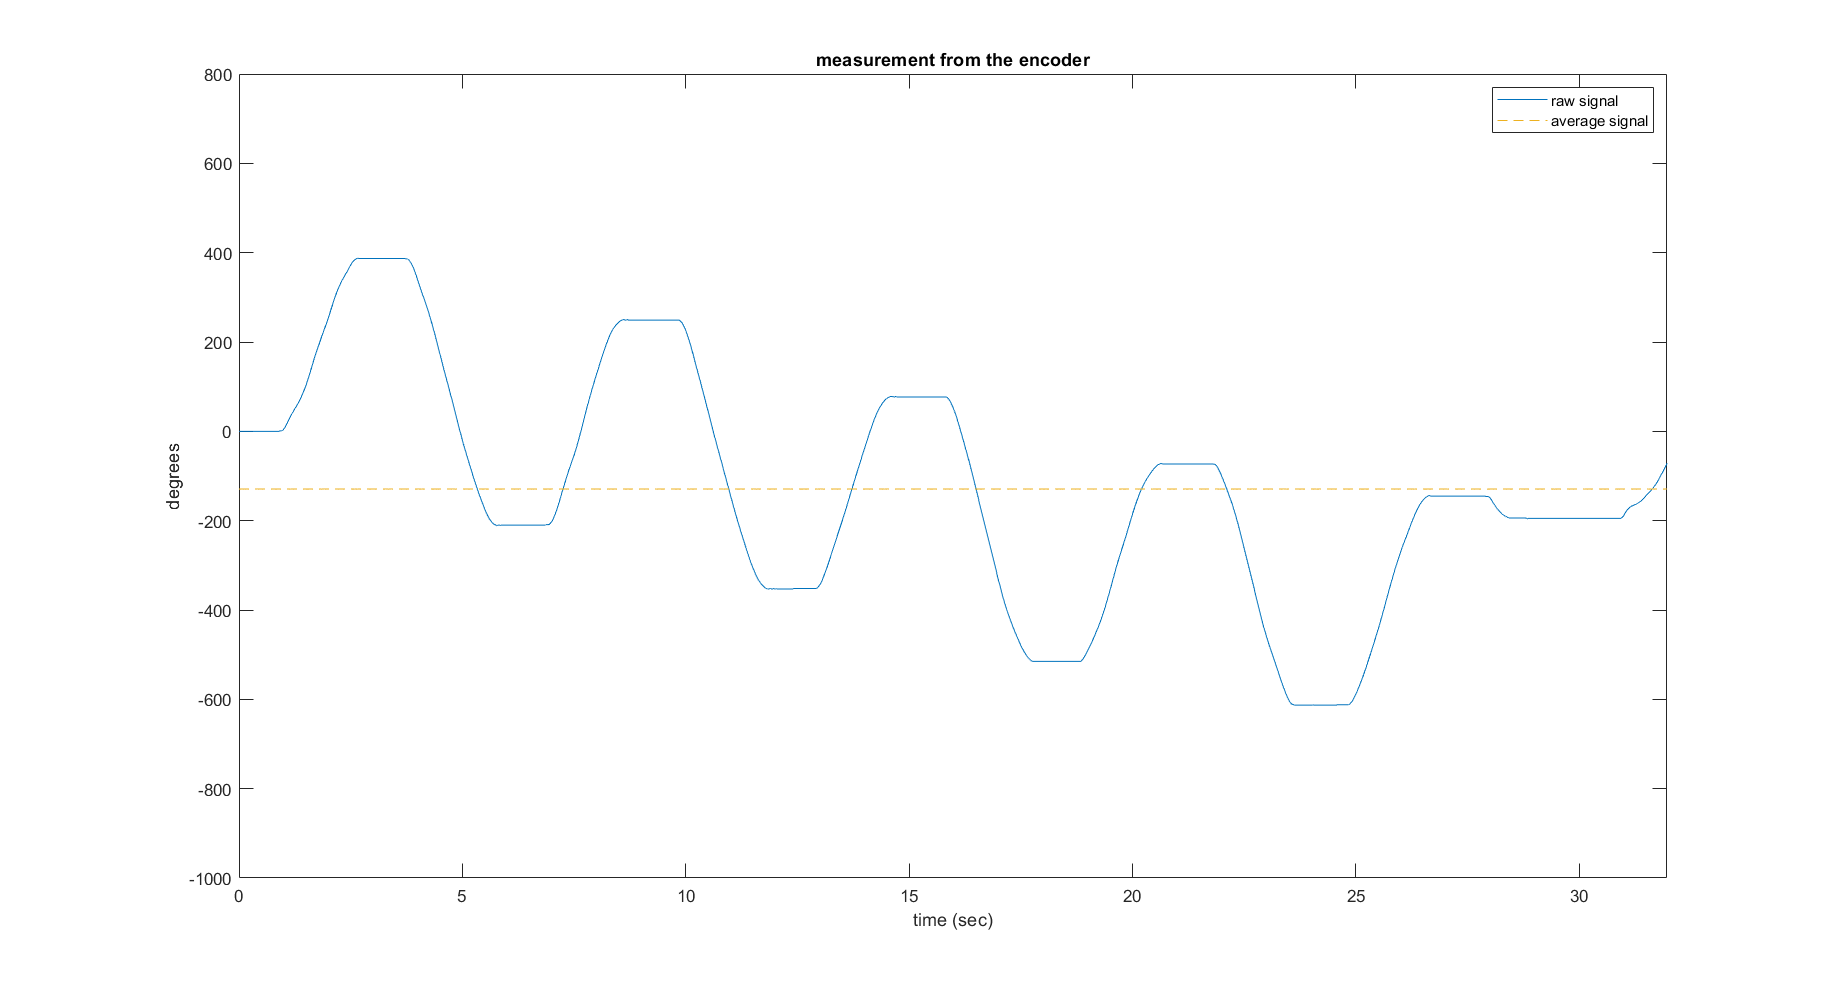 measurement from the encoder
800
600
400
200
0
-200
-400
-600
-800
-1000
degrees
raw signal
average signal
0 5 10 15 20 25 30
time (sec)